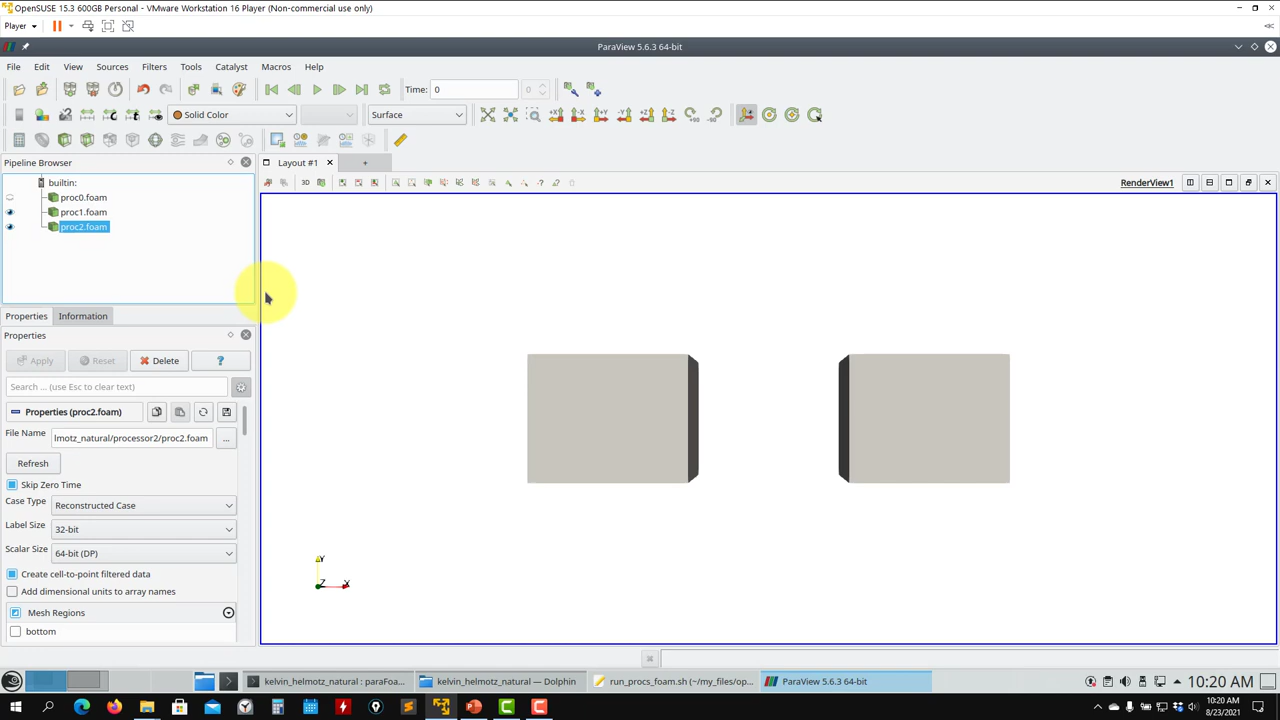 OpenSUSE 15.3 600GB Personal - VMware Workstation 16 Player (Non-commercial use only)
Player
ParaView 5.6.3 64-bit
File Edit View Sources Filters Tools Catalyst Macros Help
Time: 0 0
Solid Color Surface
+X -X +Y -Y +Z -Z +90 -90
Pipeline Browser
Layout #1 +
builtin:
3D
RenderView1
proc0.foam
proc1.foam
proc2.foam
Properties Information
Properties
Apply Reset Delete ?
Search ... (use Esc to clear text)
Properties (proc2.foam)
File Name lmotz_natural/processor2/proc2.foam ...
Refresh
Skip Zero Time
Case Type Reconstructed Case
Label Size 32-bit
Scalar Size 64-bit (DP)
Create cell-to-point filtered data
Add dimensional units to array names
Mesh Regions
bottom
Y
Z X
kelvin_helmotz_natural : paraFoa... kelvin_helmotz_natural — Dolphin run_procs_foam.sh (~/my_files/op... ParaView 5.6.3 64-bit 10:20 AM
10:20 AM
8/23/2021